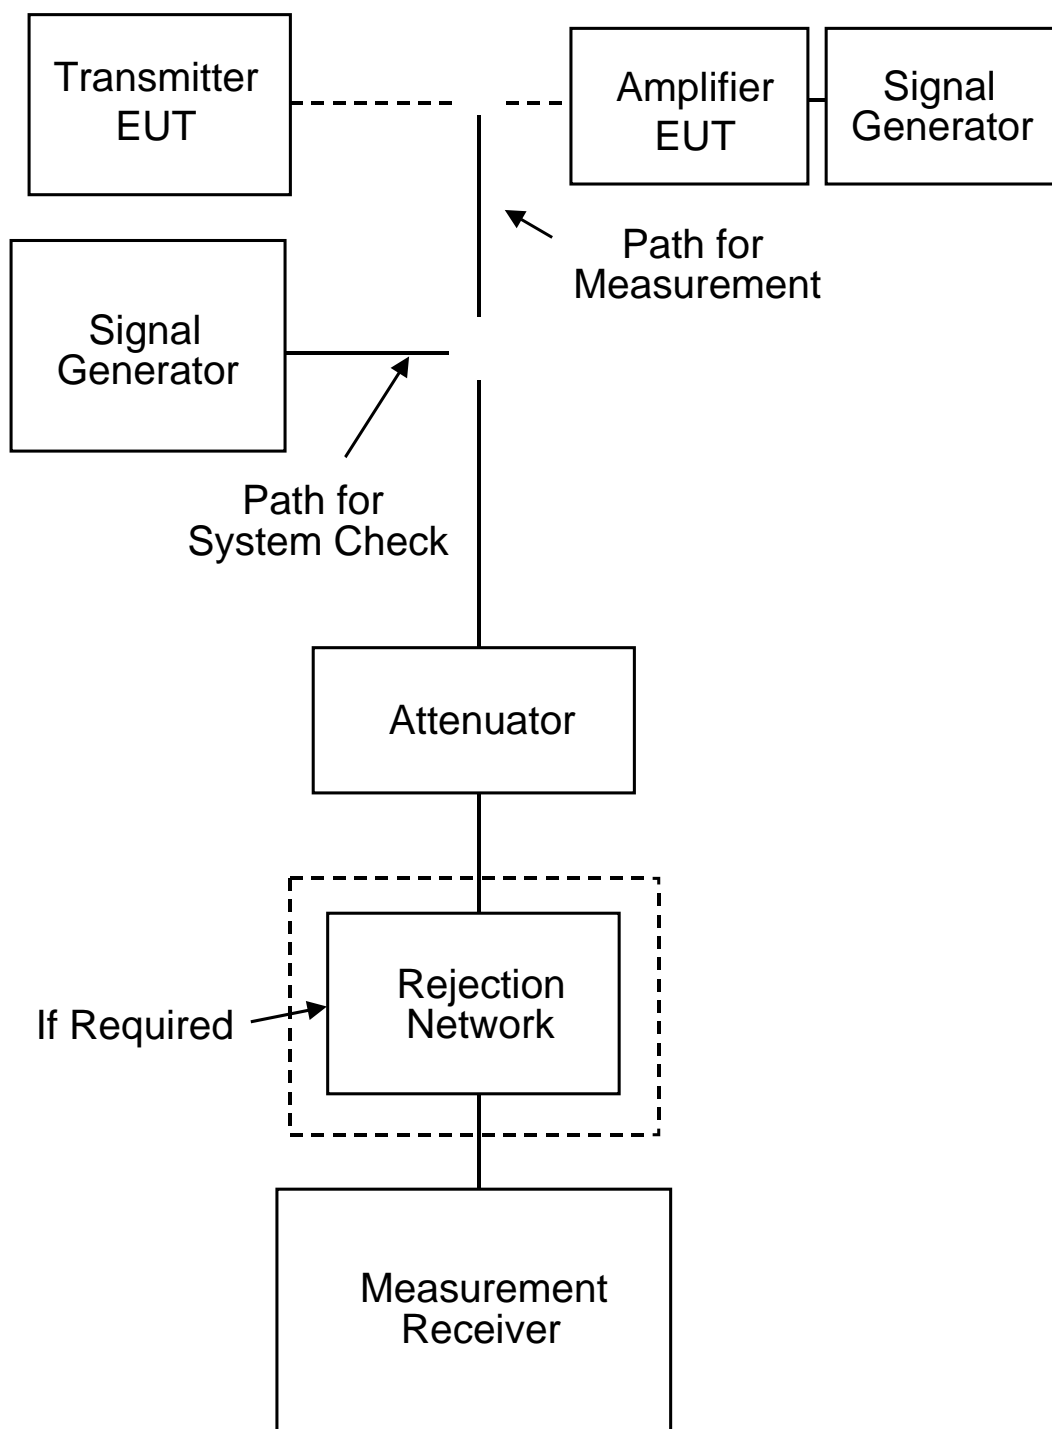 Transmitter
EUT
Amplifier
EUT
Signal
Generator
Path for
Measurement
Signal
Generator
Path for
System Check
Attenuator
Rejection
Network
If Required
Measurement
Receiver